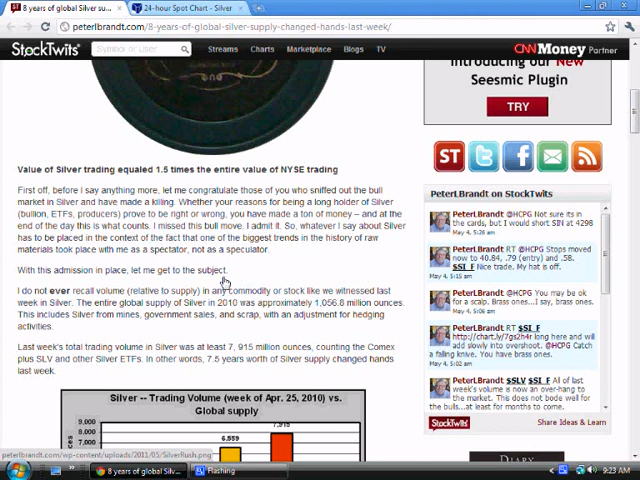 8 years of global Silver su...
24-hour Spot Chart - Silver
peterlbrandt.com/8-years-of-global-silver-supply-changed-hands-last-week/
StockTwits
Search StockTwits
Streams Charts Marketplace Blogs TV
CNNMoney Partner
Introducing our New
Seesmic Plugin
TRY
ST
Value of Silver trading equaled 1.5 times the entire value of NYSE trading
First off, before I say anything more, let me congratulate those of you who sniffed out the bull
market in Silver and have made a killing. Whether your reasons for being a long holder of Silver
(bullion, ETFs, producers) prove to be right or wrong, you have made a ton of money – and at the
end of the day this is what counts. I missed this bull move. I admit it. So, whatever I say about Silver
has to be placed in the context of the fact that one of the biggest trends in the history of raw
materials took place with me as a spectator, not as a speculator.
With this admission in place, let me get to the subject.
I do not ever recall volume (relative to supply) in any commodity or stock like we witnessed last
week in Silver. The entire global supply of Silver in 2010 was approximately 1,056.8 million ounces.
This includes Silver from mines, government sales, and scrap, with an adjustment for hedging
activities.
Last week's total trading volume in Silver was at least 7, 915 million ounces, counting the Comex
plus SLV and other Silver ETFs. In other words, 7.5 years worth of Silver supply changed hands
last week.
Silver -- Trading Volume (week of Apr. 25, 2010) vs.
Global supply
9,000
8,000
7,000
6,559
7,915
PeterLBrandt on StockTwits
PeterLBrandt @HCPG Not sure its in
the cards, but I would short SIN at 4298
May 4, 5:26 am
PeterLBrandt RT @HCPG Stops moved
now to 40.84, .79 (entry) and .58
$SI_F Nice trade. My hat is off.
May 4, 5:15 am
PeterLBrandt @HCPG You may be ok
for a scalp. Brass ones... I say, brass ones.
May 4, 5:06 am
PeterLBrandt RT $SI_F
http://chart.ly/7gs2h4r long here and will
add slowly into overshoot. @HCPG Catch
a falling knife. You have brass ones.
May 4, 5:02 am
PeterLBrandt $SLV $SI_F All of last
week's volume is now an over-hang to
the market. This does not bode well for
the bulls...at least for months to come.
StockTwits
Share Ideas & Learn
DIARY
peterlbrandt.com/wp-content/uploads/2011/05/SilverRush.png
start
8 years of global Silv...
Flashing
9:23 AM